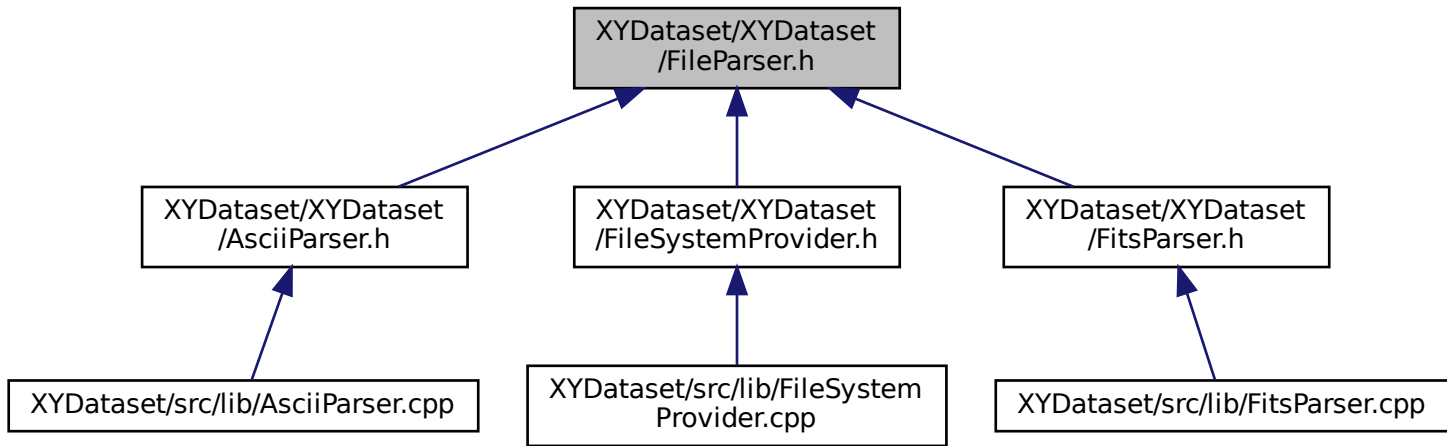 XYDataset/XYDataset
/FileParser.h
XYDataset/XYDataset
/AsciiParser.h
XYDataset/XYDataset
/FileSystemProvider.h
XYDataset/XYDataset
/FitsParser.h
XYDataset/src/lib/AsciiParser.cpp
XYDataset/src/lib/FileSystem
Provider.cpp
XYDataset/src/lib/FitsParser.cpp